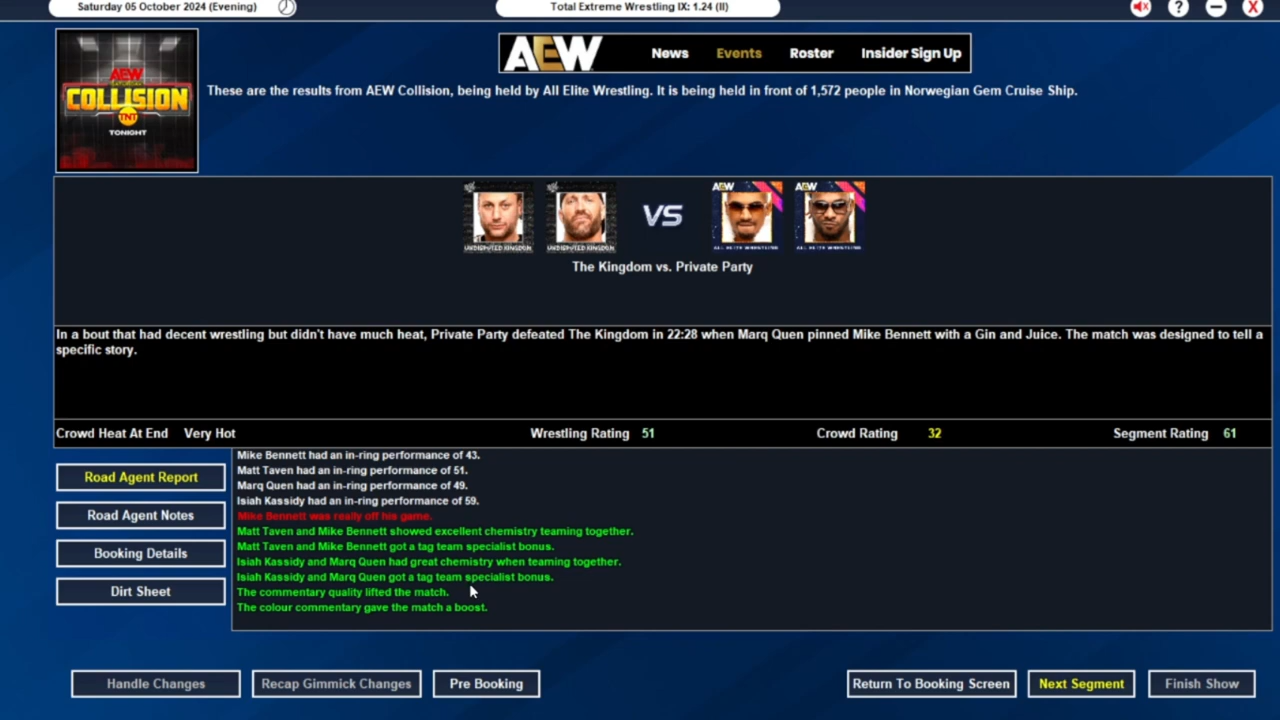 Saturday 05 October 2024 (Evening)
Total Extreme Wrestling IX: 1.24 (II)
? X
AEW News Events Roster Insider Sign Up
These are the results from AEW Collision, being held by All Elite Wrestling. It is being held in front of 1,572 people in Norwegian Gem Cruise Ship.
AEW
COLLISION
TNT
TONIGHT
AEW AEW
VS
UNDISPUTED KINGDOM UNDISPUTED KINGDOM ALL ELITE WRESTLING ALL ELITE WRESTLING
The Kingdom vs. Private Party
In a bout that had decent wrestling but didn't have much heat, Private Party defeated The Kingdom in 22:28 when Marq Quen pinned Mike Bennett with a Gin and Juice. The match was designed to tell a
specific story.
Crowd Heat At End Very Hot Wrestling Rating 51 Crowd Rating 32 Segment Rating 61
Road Agent Report
Road Agent Notes
Booking Details
Dirt Sheet
Mike Bennett had an in-ring performance of 43.
Matt Taven had an in-ring performance of 51.
Marq Quen had an in-ring performance of 49.
Isiah Kassidy had an in-ring performance of 59.
Mike Bennett was really off his game.
Matt Taven and Mike Bennett showed excellent chemistry teaming together.
Matt Taven and Mike Bennett got a tag team specialist bonus.
Isiah Kassidy and Marq Quen had great chemistry when teaming together.
Isiah Kassidy and Marq Quen got a tag team specialist bonus.
The commentary quality lifted the match.
The colour commentary gave the match a boost.
Handle Changes Recap Gimmick Changes Pre Booking Return To Booking Screen Next Segment Finish Show